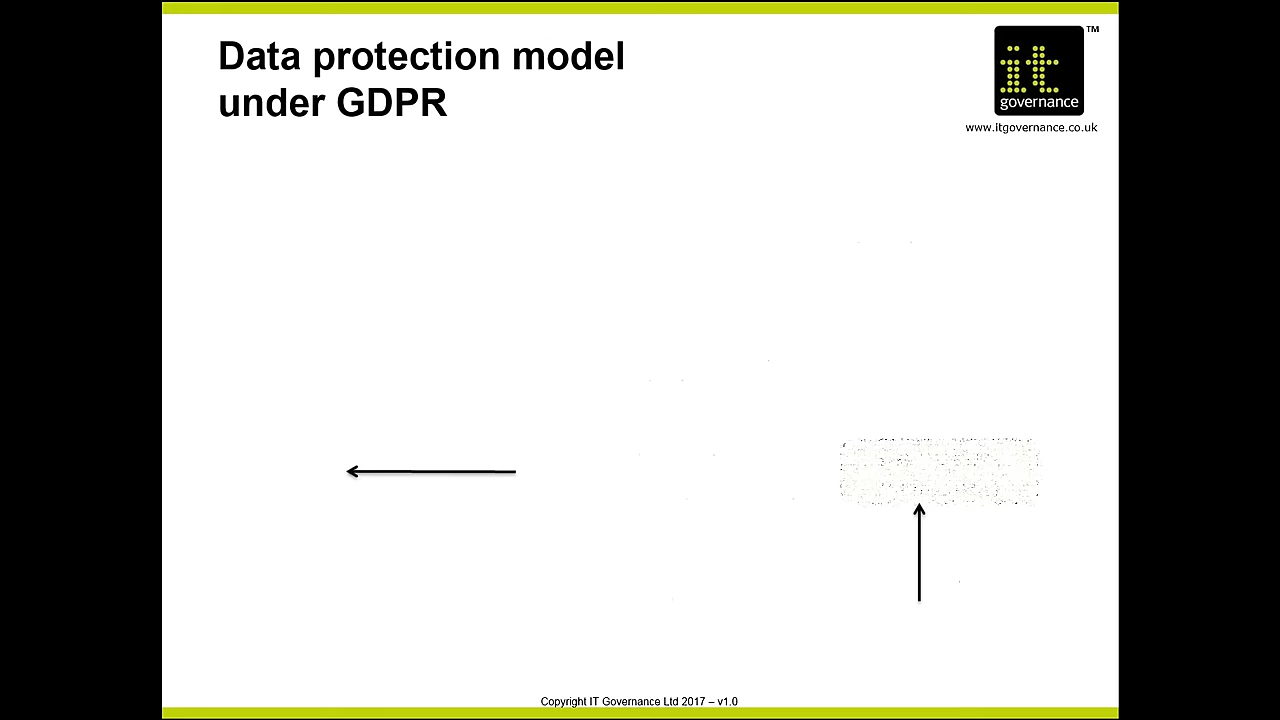 Data protection model
under GDPR
it
governance
TM
www.itgovernance.co.uk
Copyright IT Governance Ltd 2017 – v1.0